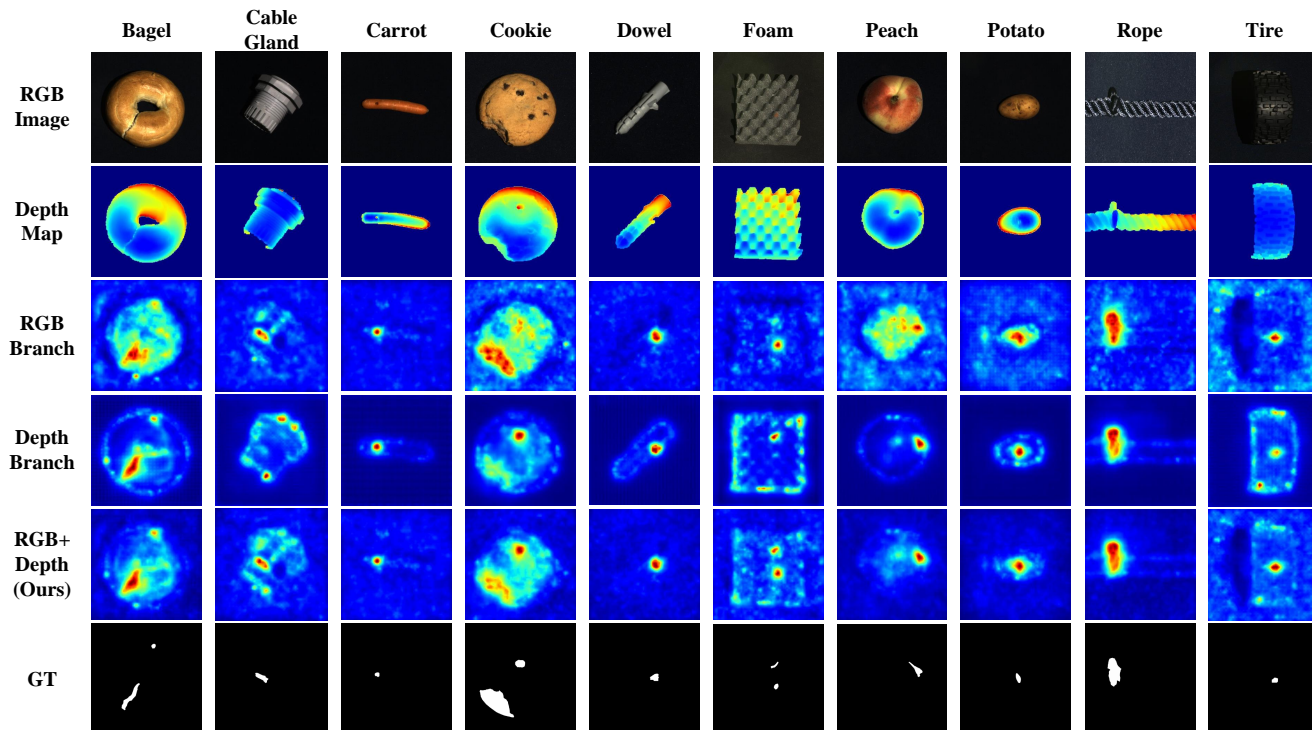 Bagel
Cable
Gland
Carrot
Cookie
Dowel
Foam
Peach
Potato
Rope
Tire
RGB
Image
Depth
Map
RGB
Branch
Depth
Branch
RGB+
Depth
(Ours)
GT